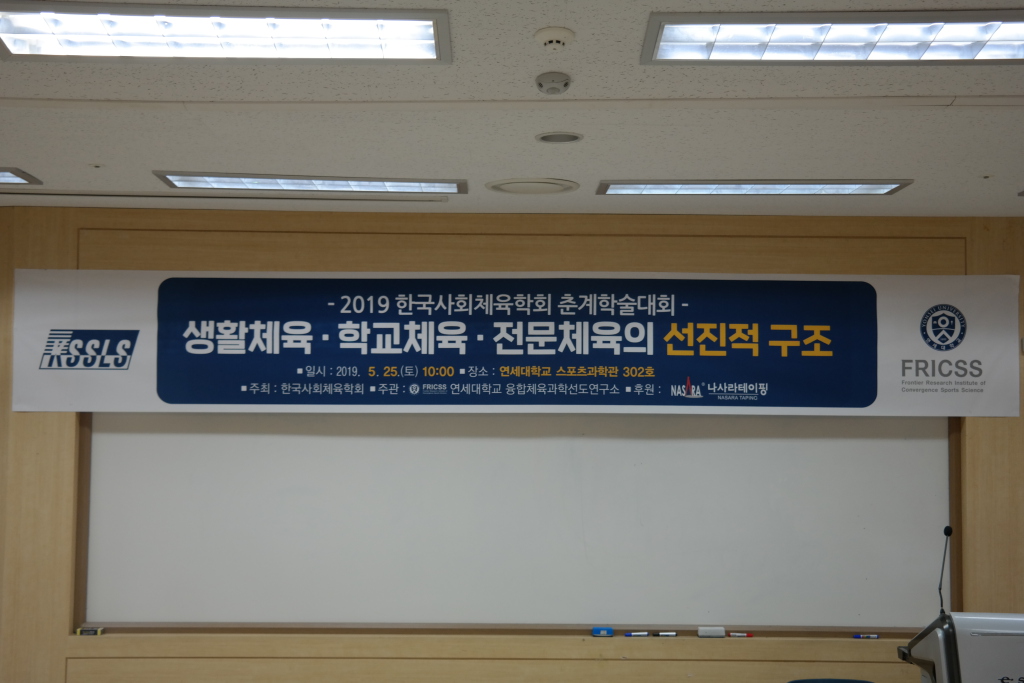 - 2019 한국사회체육학회 춘계학술대회 -
생활체육 · 학교체육 · 전문체육의 선진적 구조
■ 일시 : 2019. 5. 25.(토) 10:00 ■ 장소 : 연세대학교 스포츠과학관 302호
■ 주최 : 한국사회체육학회 ■ 주관 : FRICSS 연세대학교 융합체육과학선도연구소 ■ 후원 : NASARA® 나사라테이핑
NASARA TAPING
KSSLS
FRICSS
Frontier Research Institute of
Convergence Sports Science